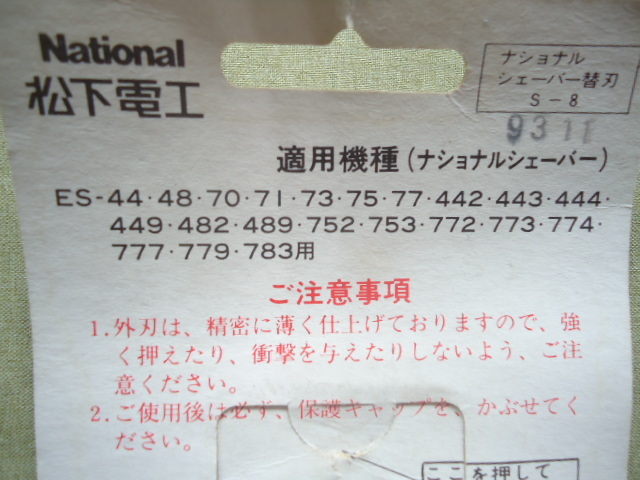 National
松下電工
ナショナル
シェーバー替刃
S-8
9311
適用機種(ナショナルシェーバー)
ES-44·48·70·71·73·75·77·442·443·444·
449·482·489·752·753·772·773·774·
777·779·783用
ご注意事項
1.外刃は、精密に薄く仕上げておりますので、強
く押えたり、衝撃を与えたりしないよう、ご注
意ください。
2.ご使用後は必ず、保護キャップを、かぶせてく
ださい。
ここを押して